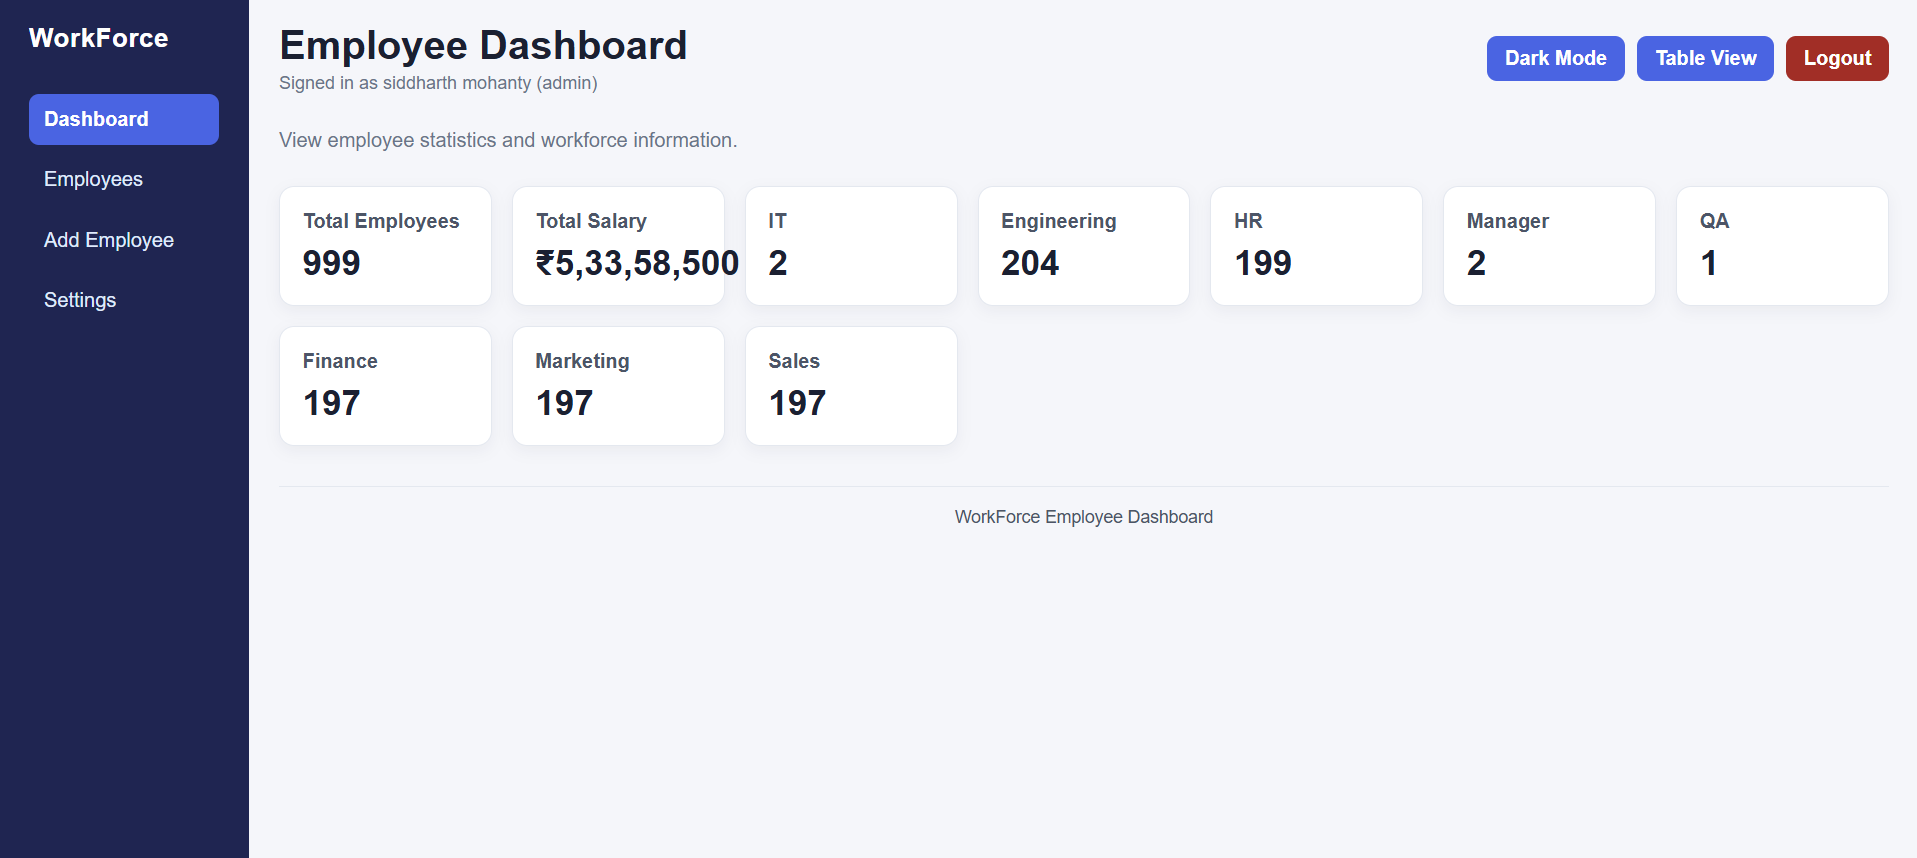 WorkForce
Dashboard
Employees
Add Employee
Settings
Employee Dashboard
Signed in as siddharth mohanty (admin)
Dark Mode
Table View
Logout
View employee statistics and workforce information.
Total Employees
999
Total Salary
₹5,33,58,500
IT
2
Engineering
204
HR
199
Manager
2
QA
1
Finance
197
Marketing
197
Sales
197
WorkForce Employee Dashboard